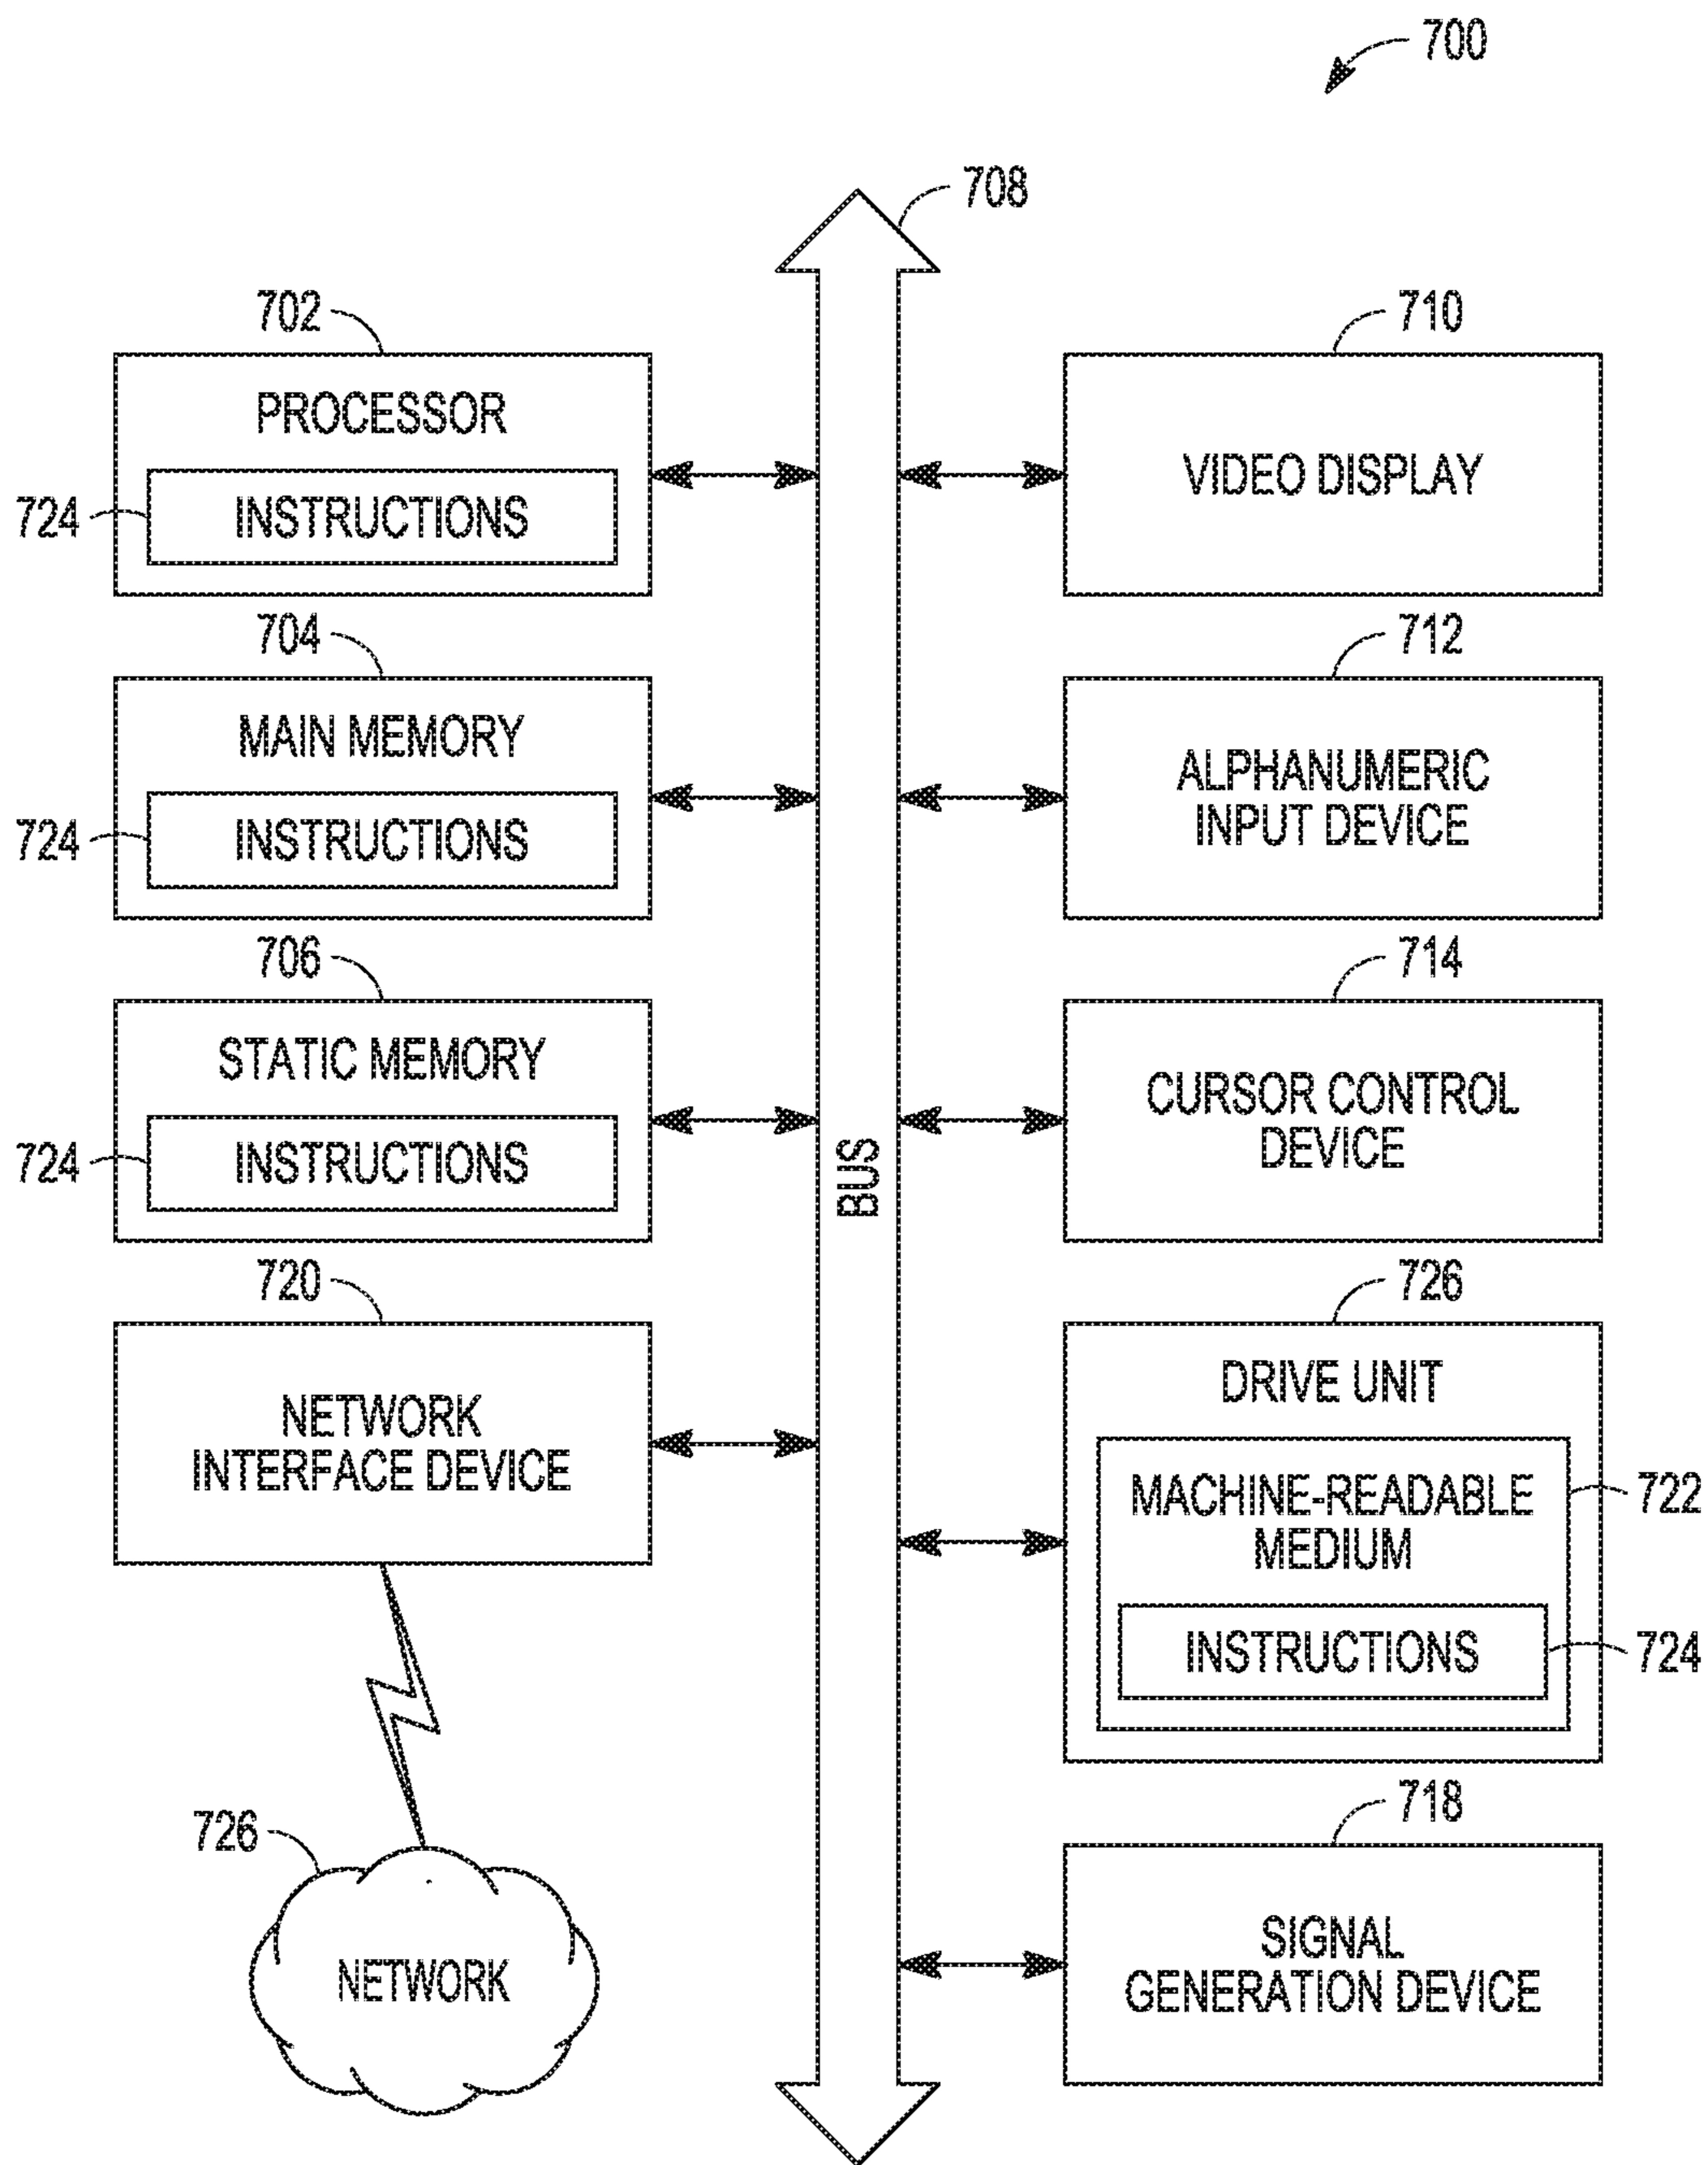 700
708
702
PROCESSOR
724
INSTRUCTIONS
704
MAIN MEMORY
724
INSTRUCTIONS
706
STATIC MEMORY
724
INSTRUCTIONS
720
NETWORK
INTERFACE DEVICE
726
NETWORK
BUS
710
VIDEO DISPLAY
712
ALPHANUMERIC
INPUT DEVICE
714
CURSOR CONTROL
DEVICE
726
DRIVE UNIT
MACHINE-READABLE
MEDIUM
722
INSTRUCTIONS
724
718
SIGNAL
GENERATION DEVICE